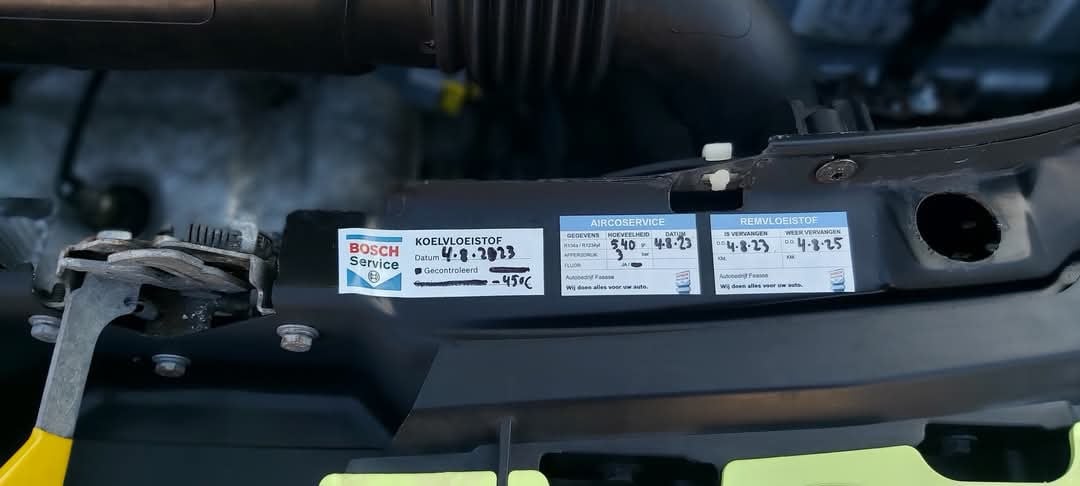 BOSCH
Service
KOELVLOEISTOF
Datum 4.8.2023
Gecontroleerd
-45°C
AIRCOSERVICE
GEGEVENS HOEVEELHEID DATUM
R134a / R1234yf 540 gr 4-8-23
AFPERSDRUK 9 bar
FLUOR JA /
Autobedrijf Faasse
Wij doen alles voor uw auto.
REMVLOEISTOF
IS VERVANGEN WEER VERVANGEN
D.D. 4-8-23 D.D. 4-8-25
KM. KM.
Autobedrijf Faasse
Wij doen alles voor uw auto.